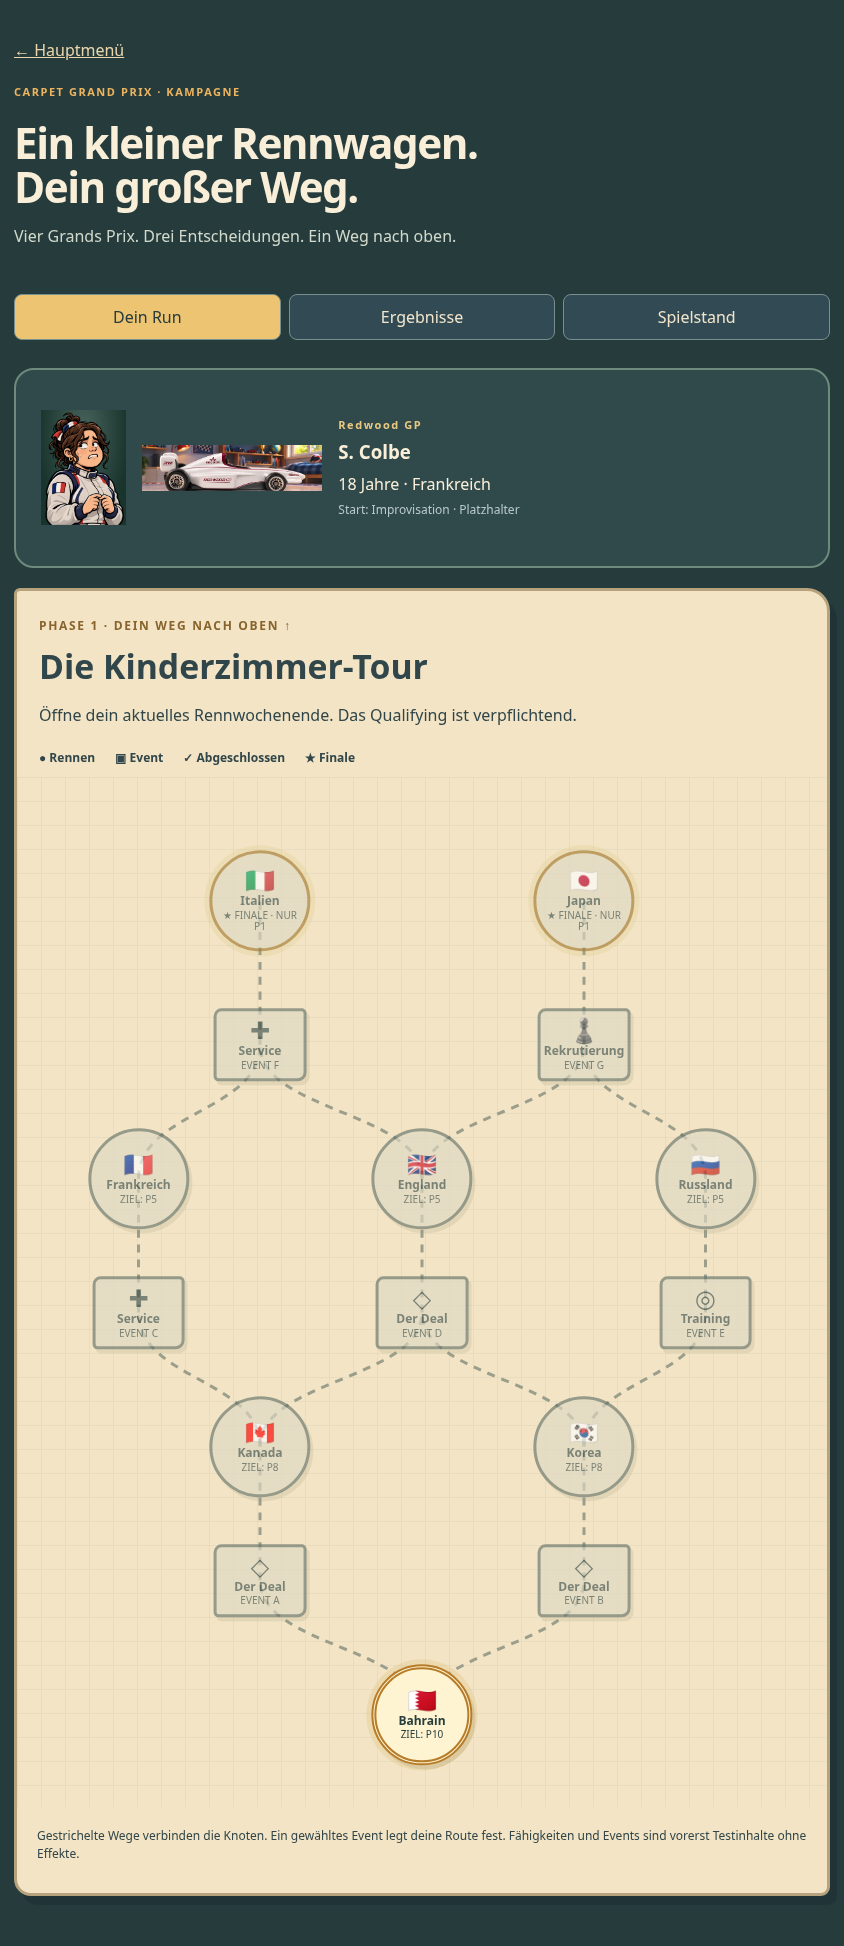 ← Hauptmenü
CARPET GRAND PRIX · KAMPAGNE
Ein kleiner Rennwagen.
Dein großer Weg.
Vier Grands Prix. Drei Entscheidungen. Ein Weg nach oben.
Dein Run
Ergebnisse
Spielstand
Redwood GP
S. Colbe
18 Jahre · Frankreich
Start: Improvisation · Platzhalter
PHASE 1 · DEIN WEG NACH OBEN ↑
Die Kinderzimmer-Tour
Öffne dein aktuelles Rennwochenende. Das Qualifying ist verpflichtend.
● Rennen ▣ Event ✓ Abgeschlossen ★ Finale
Italien
★ FINALE · NUR
P1
Japan
★ FINALE · NUR
P1
Service
EVENT F
Rekrutierung
EVENT G
Frankreich
ZIEL: P5
England
ZIEL: P5
Russland
ZIEL: P5
Service
EVENT C
Der Deal
EVENT D
Training
EVENT E
Kanada
ZIEL: P8
Korea
ZIEL: P8
Der Deal
EVENT A
Der Deal
EVENT B
Bahrain
ZIEL: P10
Gestrichelte Wege verbinden die Knoten. Ein gewähltes Event legt deine Route fest. Fähigkeiten und Events sind vorerst Testinhalte ohne
Effekte.